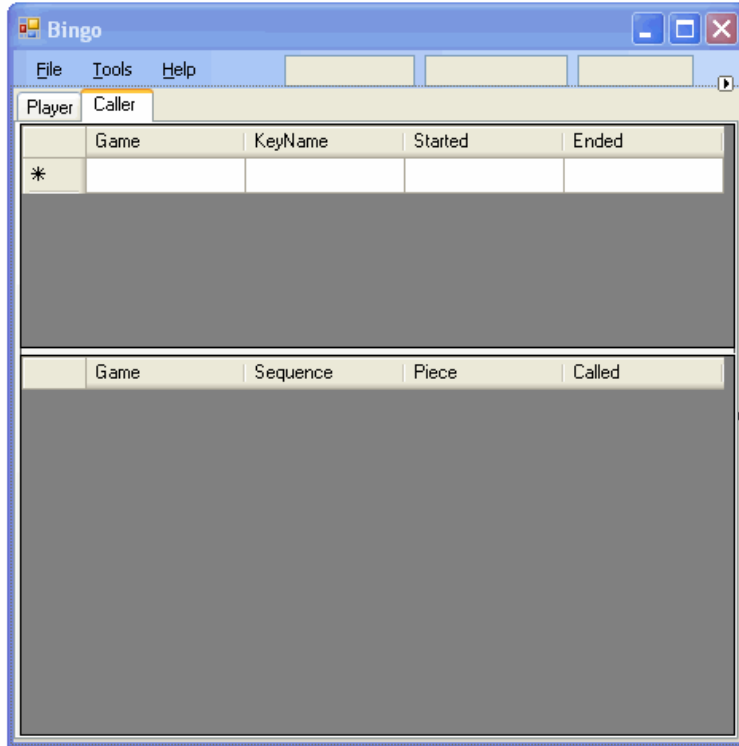 Bingo
File Tools Help
Player Caller
Game KeyName Started Ended
Game Sequence Piece Called